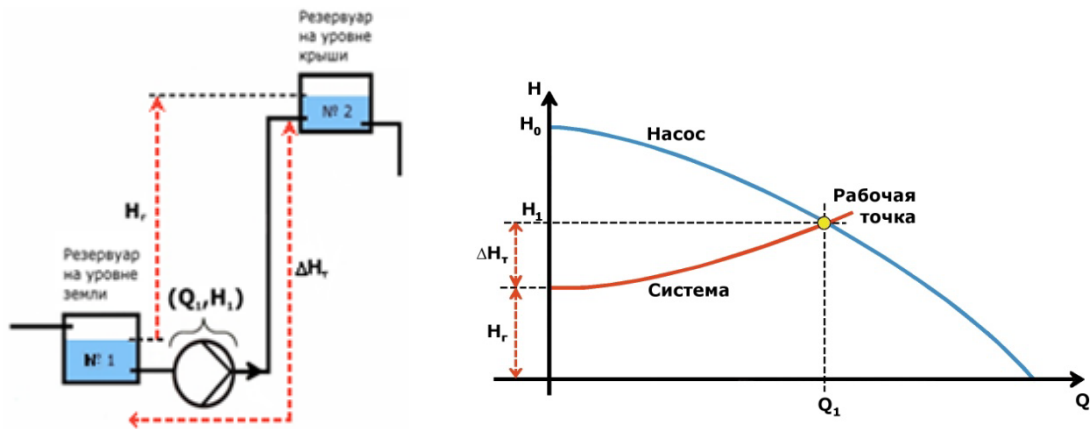 Резервуар
на уровне
крыши
№ 2
Hг
ΔHт
Резервуар
на уровне
земли
(Q1,H1)
№ 1
H
H0
Насос
H1
Рабочая
точка
ΔHт
Система
Hг
Q1
Q